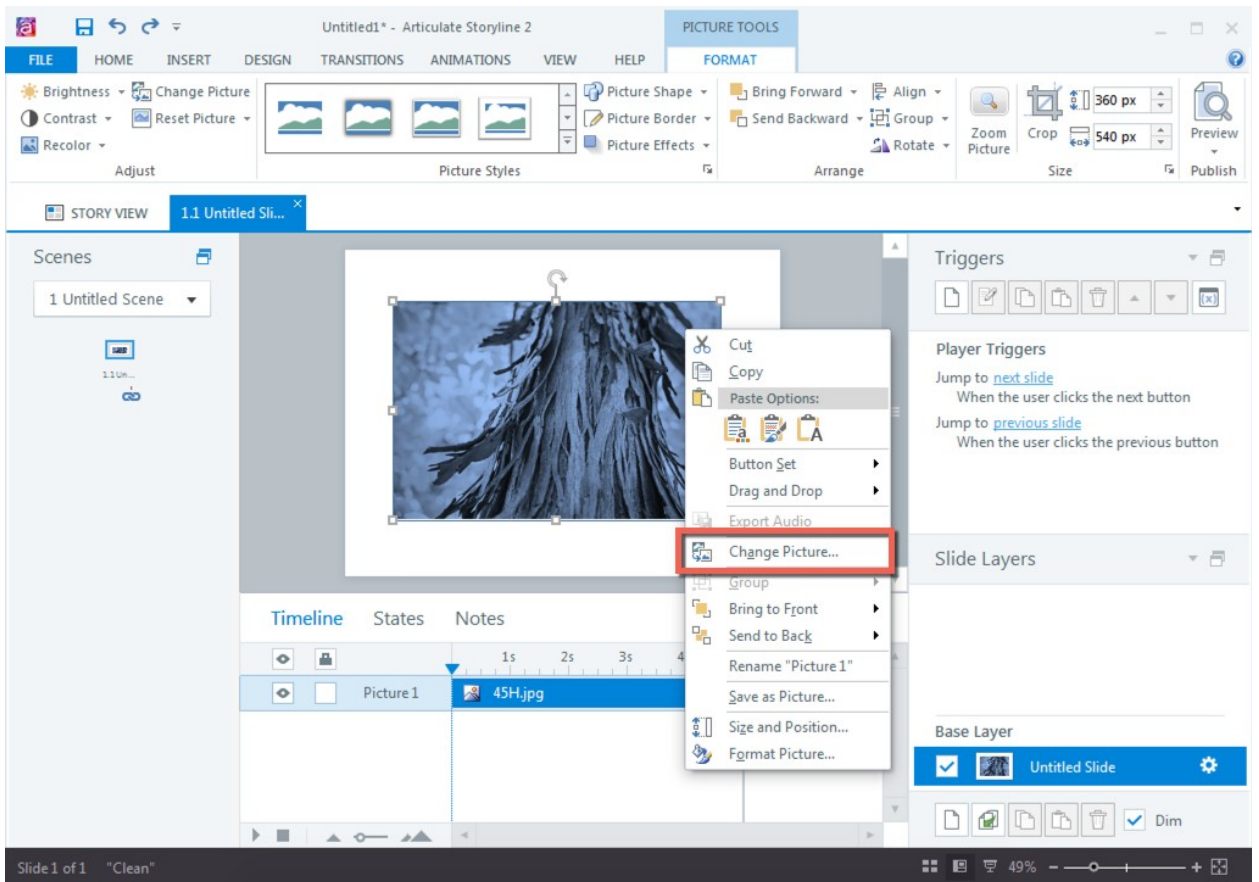 Untitled1* - Articulate Storyline 2
PICTURE TOOLS
FILE HOME INSERT DESIGN TRANSITIONS ANIMATIONS VIEW HELP FORMAT
Brightness Change Picture
Contrast Reset Picture
Recolor
Adjust
Picture Shape
Picture Border
Picture Effects
Picture Styles
Bring Forward Align
Send Backward Group
Rotate
Arrange
Zoom Picture
Crop
360 px
540 px
Size
Preview
Publish
STORY VIEW 1.1 Untitled Sli...
Scenes
1 Untitled Scene
1.1 Un...
Cut
Copy
Paste Options:
Button Set
Drag and Drop
Export Audio
Change Picture...
Group
Bring to Front
Send to Back
Rename "Picture 1"
Save as Picture...
Size and Position...
Format Picture...
Timeline States Notes
1s 2s 3s 4
Picture 1 45H.jpg
Triggers
Player Triggers
Jump to next slide
When the user clicks the next button
Jump to previous slide
When the user clicks the previous button
Slide Layers
Base Layer
Untitled Slide
Dim
Slide 1 of 1 "Clean" 49%